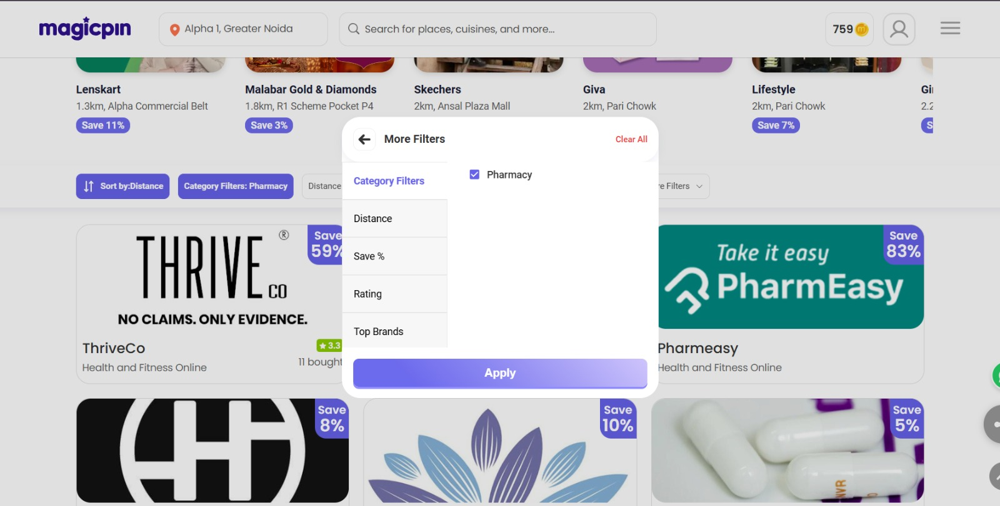 magicpin
Alpha 1, Greater Noida
Search for places, cuisines, and more...
759
Lenskart
1.3km, Alpha Commercial Belt
Save 11%
Malabar Gold & Diamonds
1.8km, R1 Scheme Pocket P4
Save 3%
Skechers
2km, Ansal Plaza Mall
Giva
2km, Pari Chowk
Lifestyle
2km, Pari Chowk
Save 7%
More Filters
Clear All
Category Filters
Distance
Save %
Rating
Top Brands
Pharmacy
Apply
Sort by:Distance
Category Filters: Pharmacy
Distance
Filters
THRIVE CO ®
NO CLAIMS. ONLY EVIDENCE.
Save
59%
ThriveCo
3.3
Health and Fitness Online
11 bought
Take it easy
PharmEasy
Save
83%
Pharmeasy
Health and Fitness Online
Save
8%
Save
10%
Save
5%